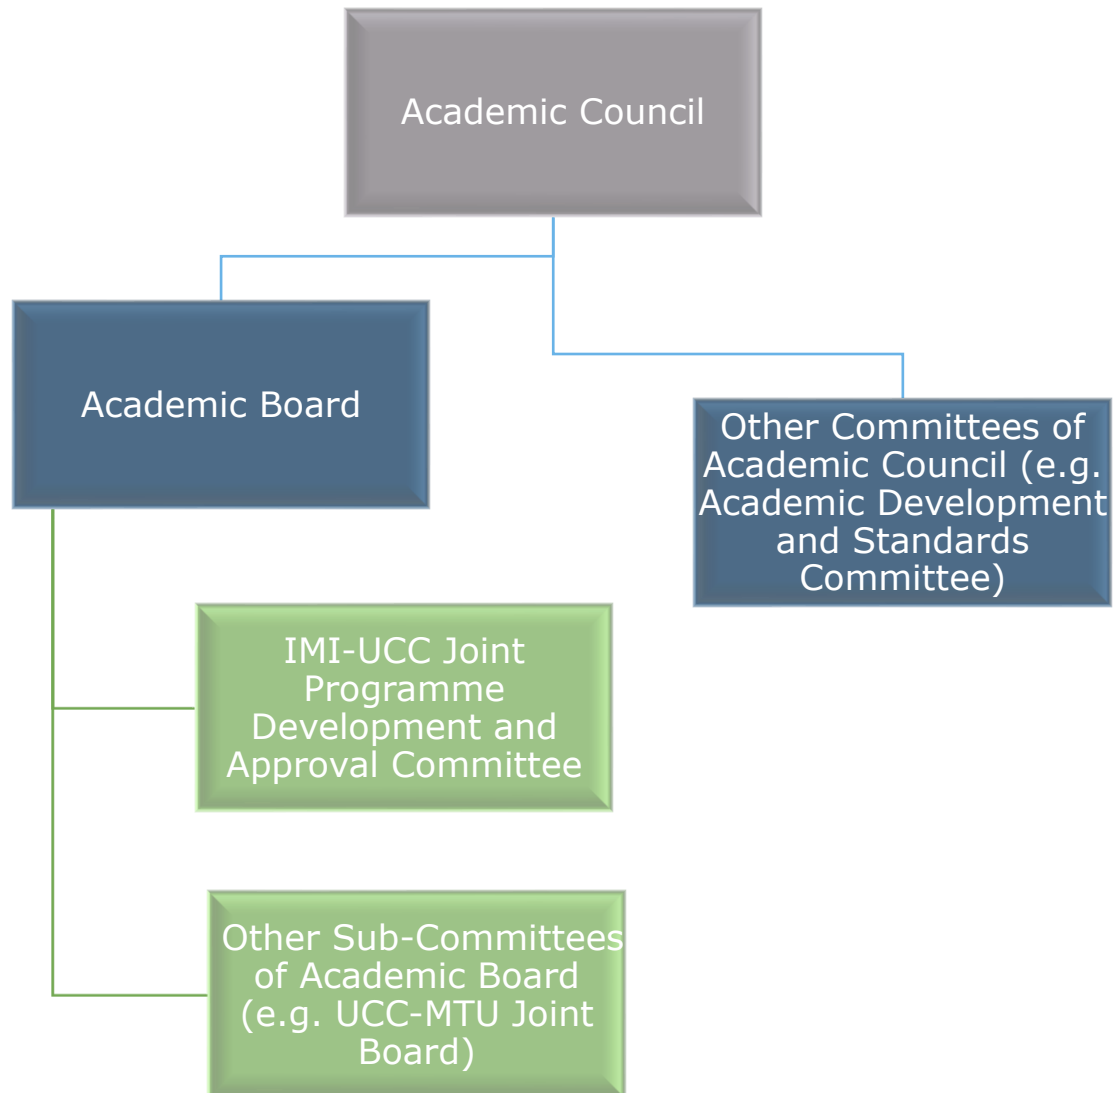 Academic Council
Academic Board
Other Committees of
Academic Council (e.g.
Academic Development
and Standards
Committee)
IMI-UCC Joint
Programme
Development and
Approval Committee
Other Sub-Committees
of Academic Board
(e.g. UCC-MTU Joint
Board)